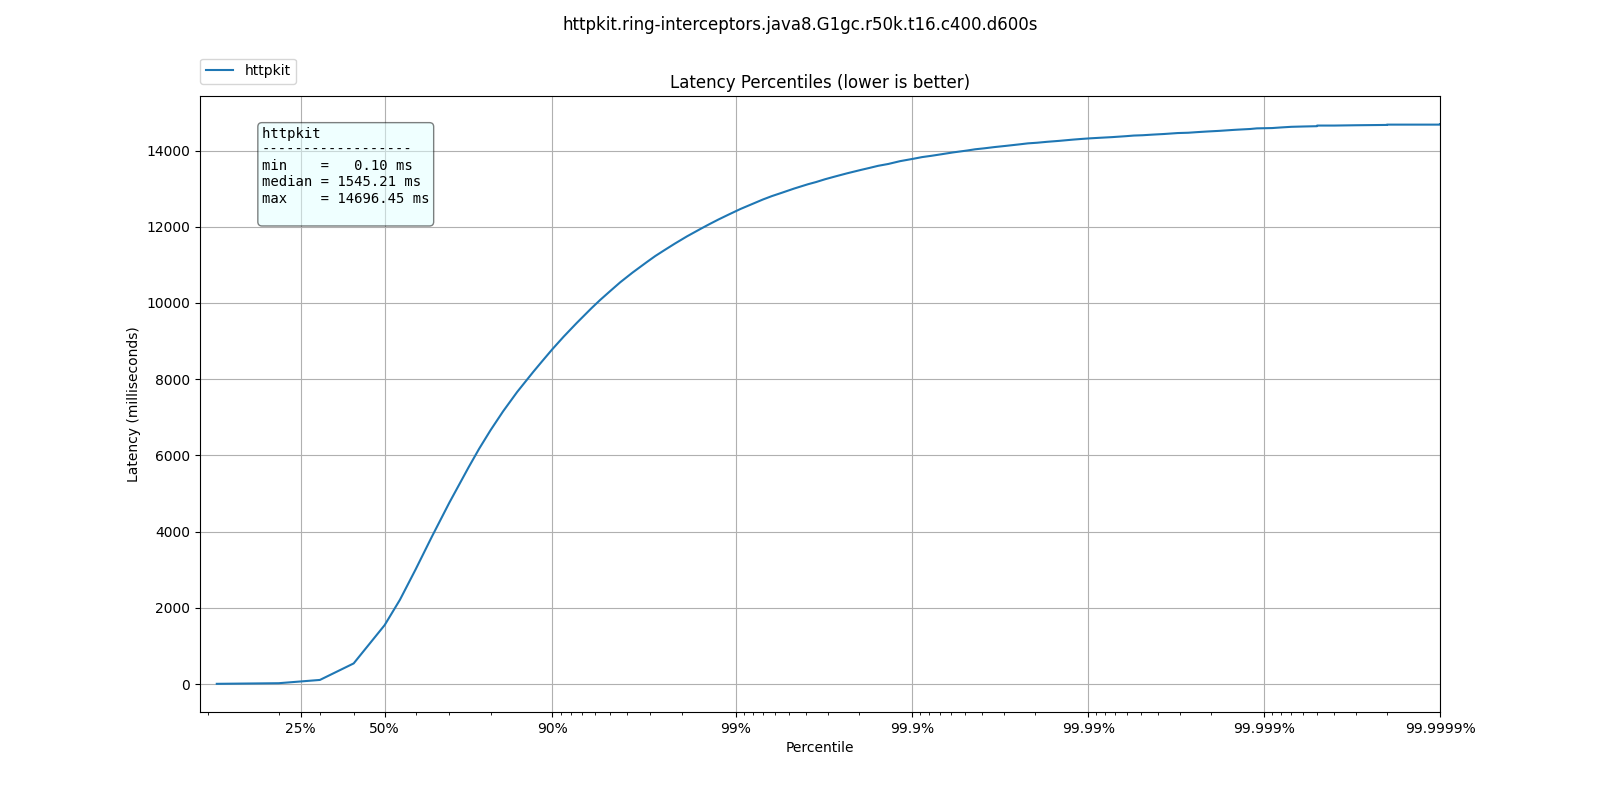 httpkit.ring-interceptors.java8.G1gc.r50k.t16.c400.d600s
httpkit
Latency Percentiles (lower is better)
httpkit
------------------
min    =   0.10 ms
median = 1545.21 ms
max    = 14696.45 ms
14000
12000
10000
8000
6000
4000
2000
0
Latency (milliseconds)
25% 50% 90% 99% 99.9% 99.99% 99.999% 99.9999%
Percentile